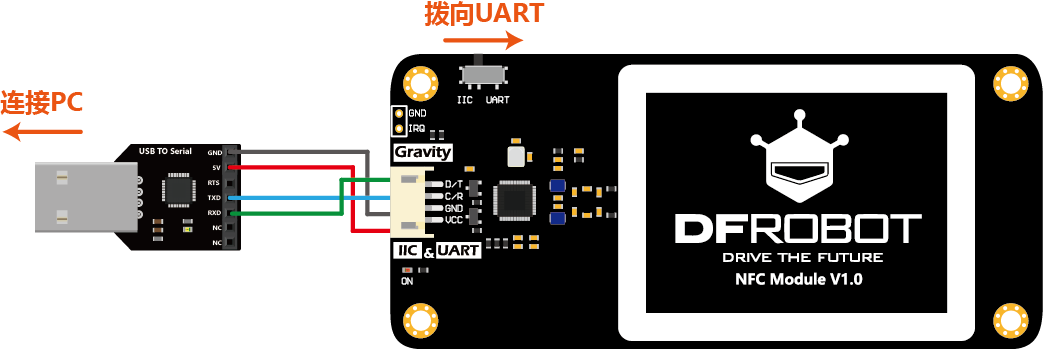 拨向UART
连接PC
IIC UART
GND
IRQ
Gravity
USB TO Serial
GND
5V
RTS
TXD
RXD
NC
NC
D/T
C/R
GND
VCC
IIC & UART
ON
DFROBOT
DRIVE THE FUTURE
NFC Module V1.0